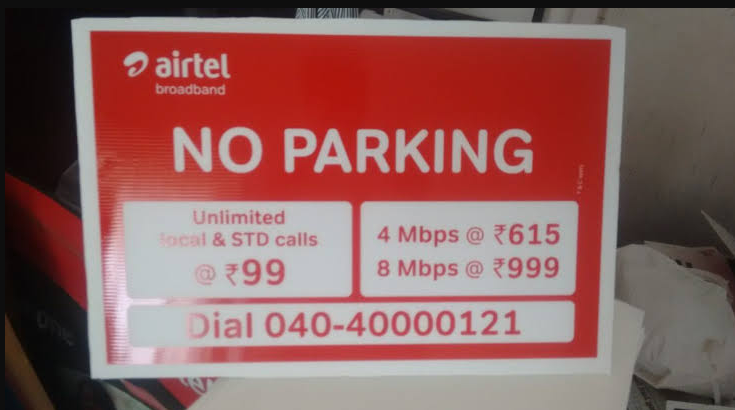 airtel
broadband
NO PARKING
Unlimited
local & STD calls
@ ₹99
4 Mbps @ ₹615
8 Mbps @ ₹999
Dial 040-40000121